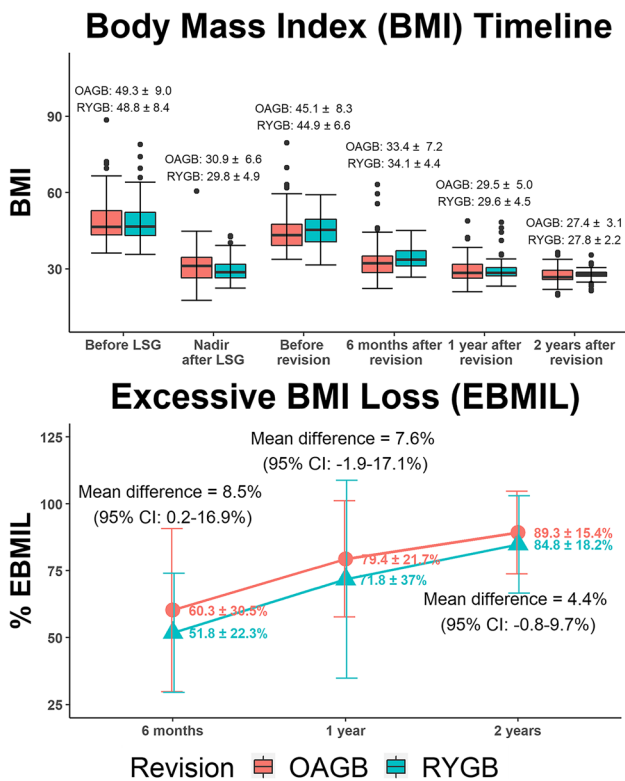 Body Mass Index (BMI) Timeline
OAGB: 49.3 ± 9.0
RYGB: 48.8 ± 8.4
OAGB: 30.9 ± 6.6
RYGB: 29.8 ± 4.9
OAGB: 45.1 ± 8.3
RYGB: 44.9 ± 6.6
OAGB: 33.4 ± 7.2
RYGB: 34.1 ± 4.4
OAGB: 29.5 ± 5.0
RYGB: 29.6 ± 4.5
OAGB: 27.4 ± 3.1
RYGB: 27.8 ± 2.2
BMI
90
60
30
Before LSG
Nadir
after LSG
Before
revision
6 months after
revision
1 year after
revision
2 years after
revision
Excessive BMI Loss (EBMIL)
% EBMIL
125
100
75
50
25
Mean difference = 7.6%
(95% CI: -1.9-17.1%)
Mean difference = 8.5%
(95% CI: 0.2-16.9%)
89.3 ± 15.4%
84.8 ± 18.2%
79.4 ± 21.7%
71.8 ± 37%
Mean difference = 4.4%
(95% CI: -0.8-9.7%)
60.3 ± 30.5%
51.8 ± 22.3%
6 months
1 year
2 years
Revision OAGB RYGB